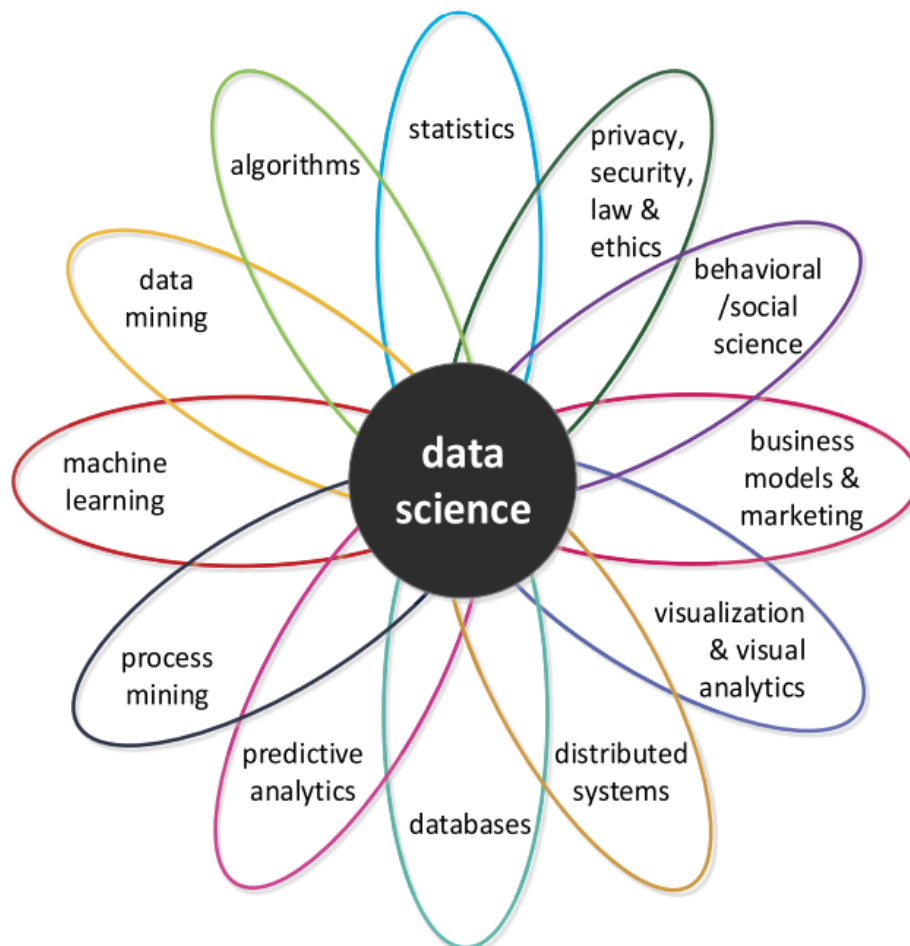 statistics
privacy,
security,
law &
ethics
behavioral
/social
science
business
models &
marketing
visualization
& visual
analytics
distributed
systems
databases
predictive
analytics
process
mining
machine
learning
data
mining
algorithms
data
science